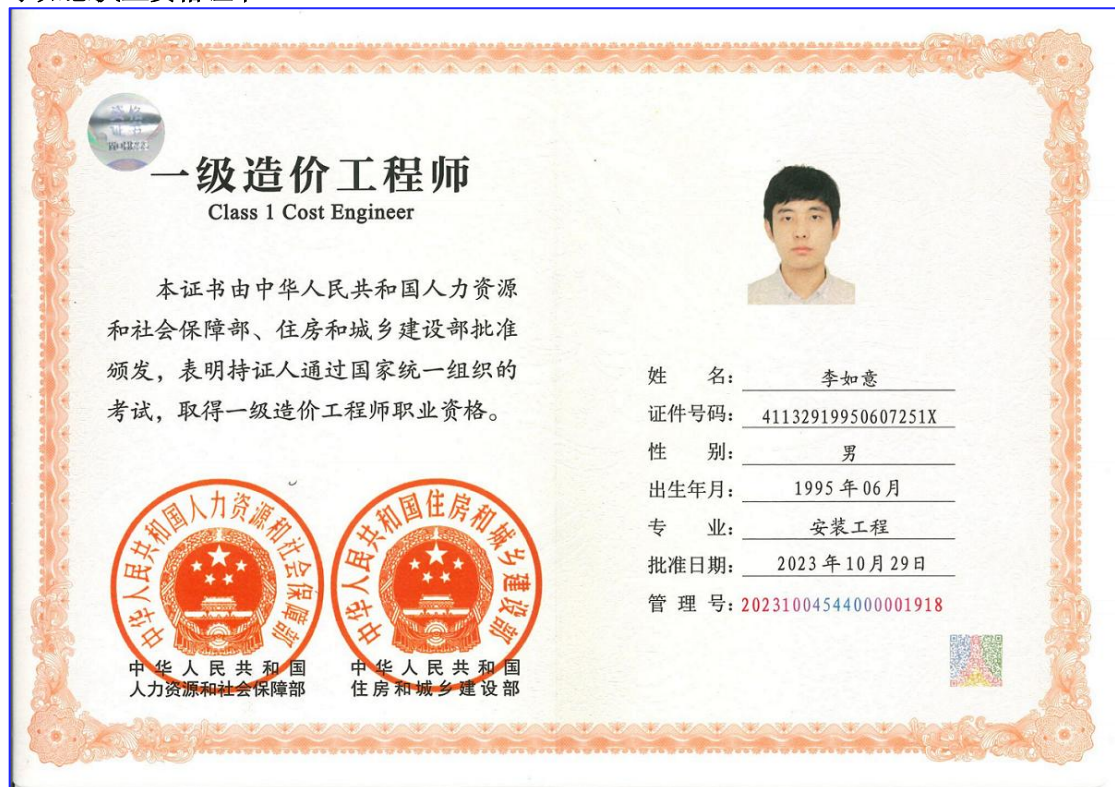 一级造价工程师
Class 1 Cost Engineer
本证书由中华人民共和国人力资源
和社会保障部、住房和城乡建设部批准
颁发，表明持证人通过国家统一组织的
考试，取得一级造价工程师职业资格。
中华人民共和国人力资源和社会保障部
中华人民共和国住房和城乡建设部
中华人民共和国
人力资源和社会保障部
中华人民共和国
住房和城乡建设部
姓 名： 李如意
证件号码： 41132919950607251X
性 别： 男
出生年月： 1995年06月
专 业： 安装工程
批准日期： 2023年10月29日
管 理 号：20231004544000001918